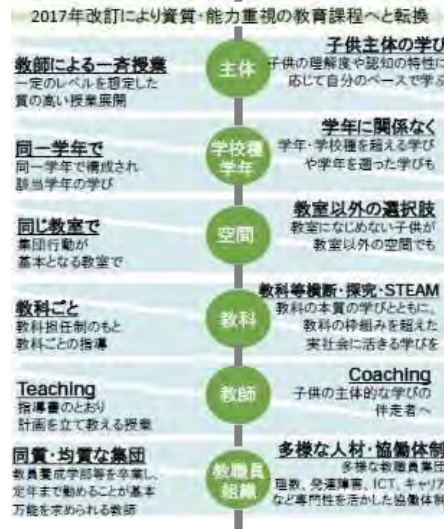 2017年改訂により資質・能力重視の教育課程へと転換
教師による一斉授業
一定のレベルを想定した
質の高い授業展開
主体
子供主体の学び
子供の理解度や認知の特性に
応じて自分のペースで学ぶ
同一学年で
同一学年で構成され
該当学年の学び
学校種
学年
学年に関係なく
学年・学校種を超える学び
や学年を遡った学びも
同じ教室で
集団行動が
基本となる教室で
空間
教室以外の選択肢
教室になじめない子供が
教室以外の空間でも
教科ごと
教科担任制のもと
教科ごとの指導
教科
教科等横断・探究・STEAM
教科の本質の学びとともに、
教科の枠組みを超えた
実社会に活きる学びを
Teaching
指導書のとおり
計画を立て教える授業
教師
Coaching
子供の主体的な学びの
伴走者へ
同質・均質な集団
教員養成学部等を卒業し、
定年まで勤めることが基本
万能を求められる教師
教職員
組織
多様な人材・協働体制
多様な教職員集団
理数、発達障害、ICT、キャリア
など専門性を活かした協働体制